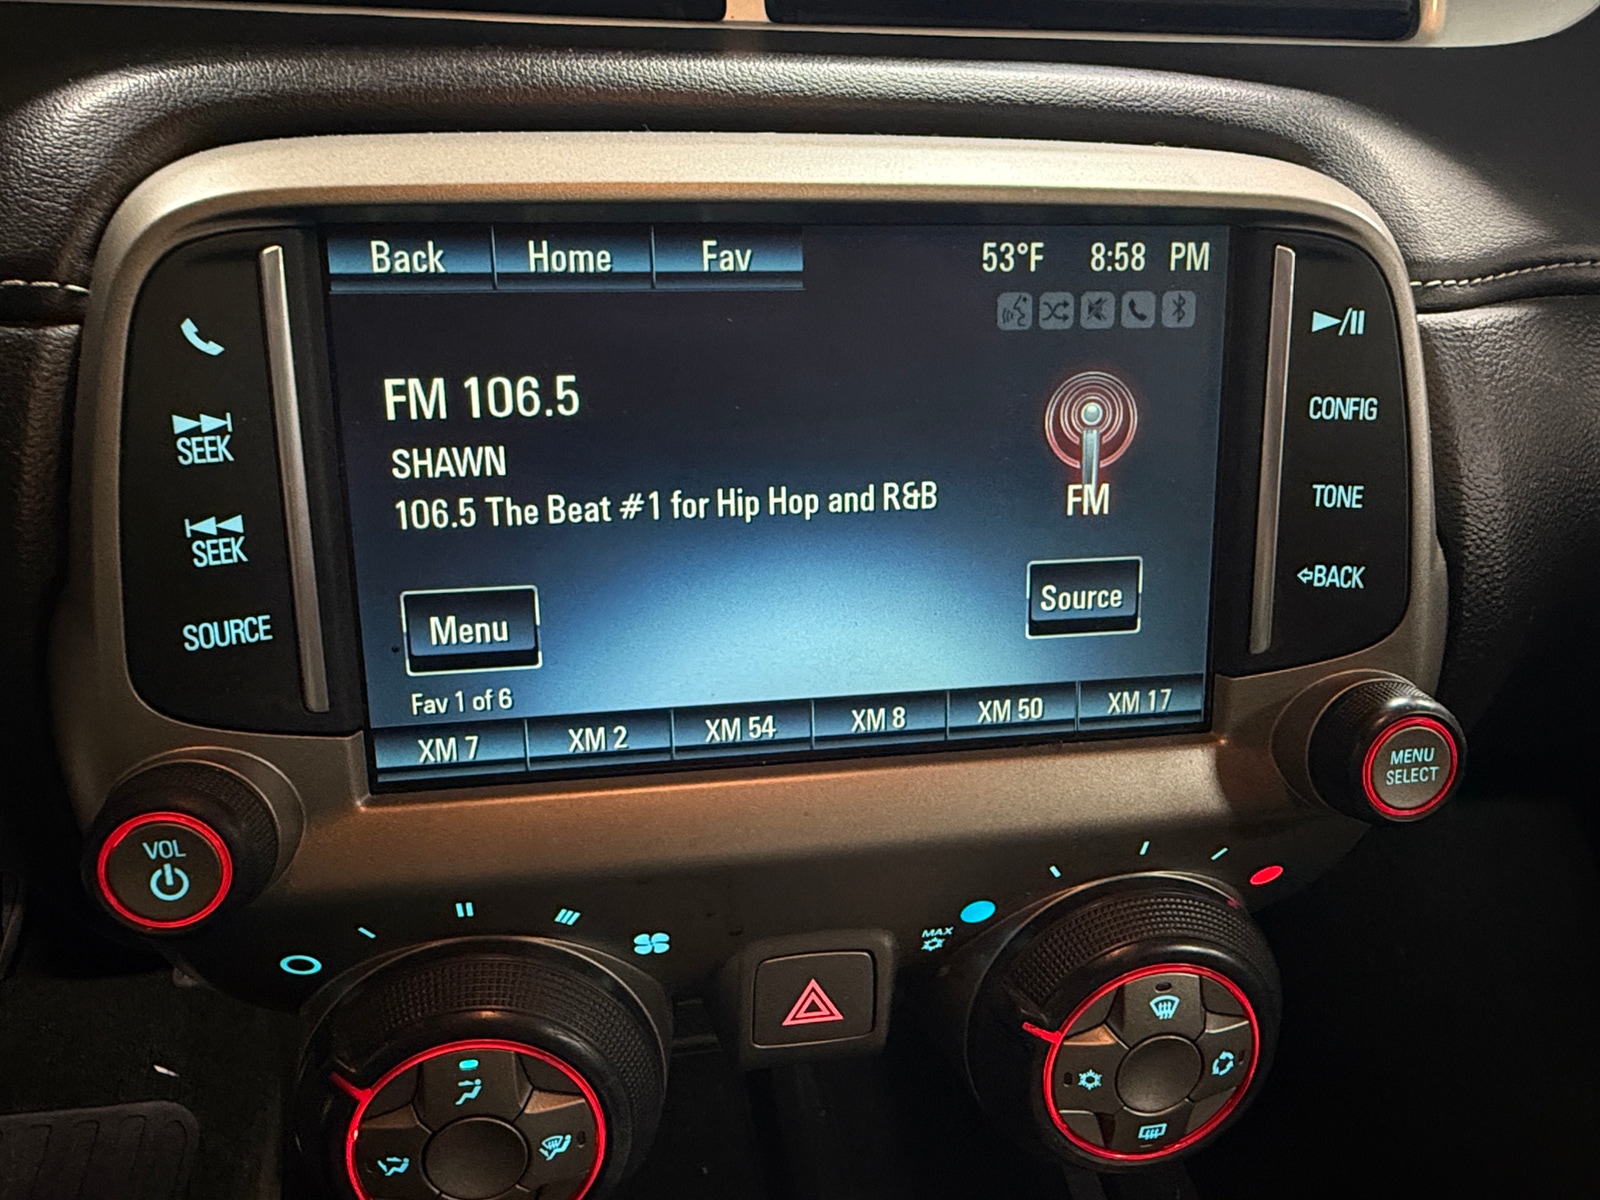 Back Home Fav 53°F 8:58 PM
FM 106.5
SHAWN
106.5 The Beat #1 for Hip Hop and R&B
FM
Menu
Source
Fav 1 of 6
XM 7 XM 2 XM 54 XM 8 XM 50 XM 17
SEEK
SEEK
SOURCE
CONFIG
TONE
BACK
VOL
MENU
SELECT
MAX